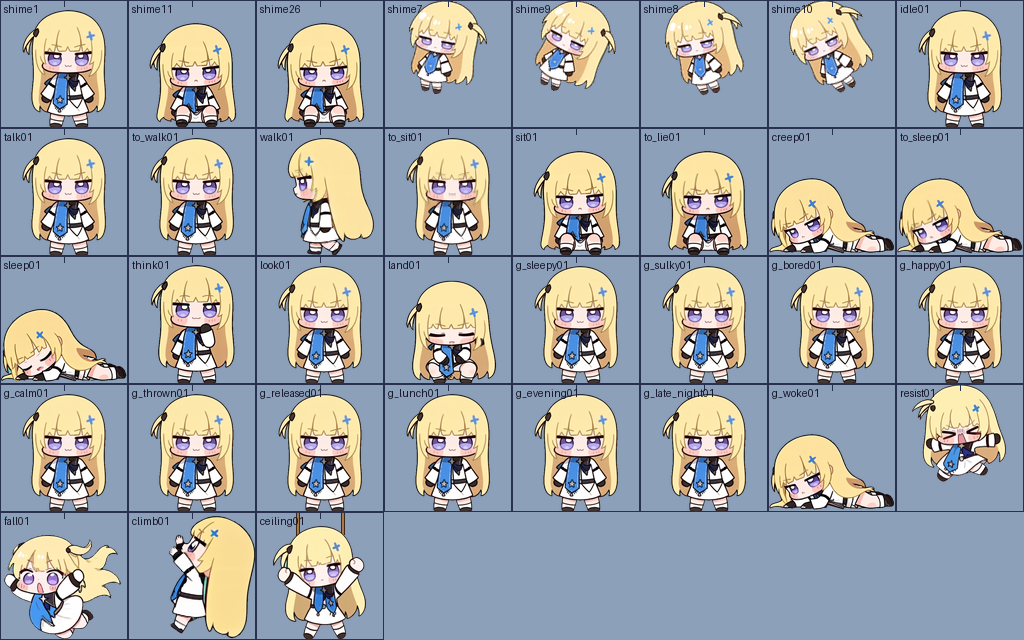 shime1
shime11
shime26
shime7
shime9
shime8
shime10
idle01
talk01
to_walk01
walk01
to_sit01
sit01
to_lie01
creep01
to_sleep01
sleep01
think01
look01
land01
g_sleepy01
g_sulky01
g_bored01
g_happy01
g_calm01
g_thrown01
g_released01
g_lunch01
g_evening01
g_late_night01
g_woke01
resist01
fall01
climb01
ceiling01